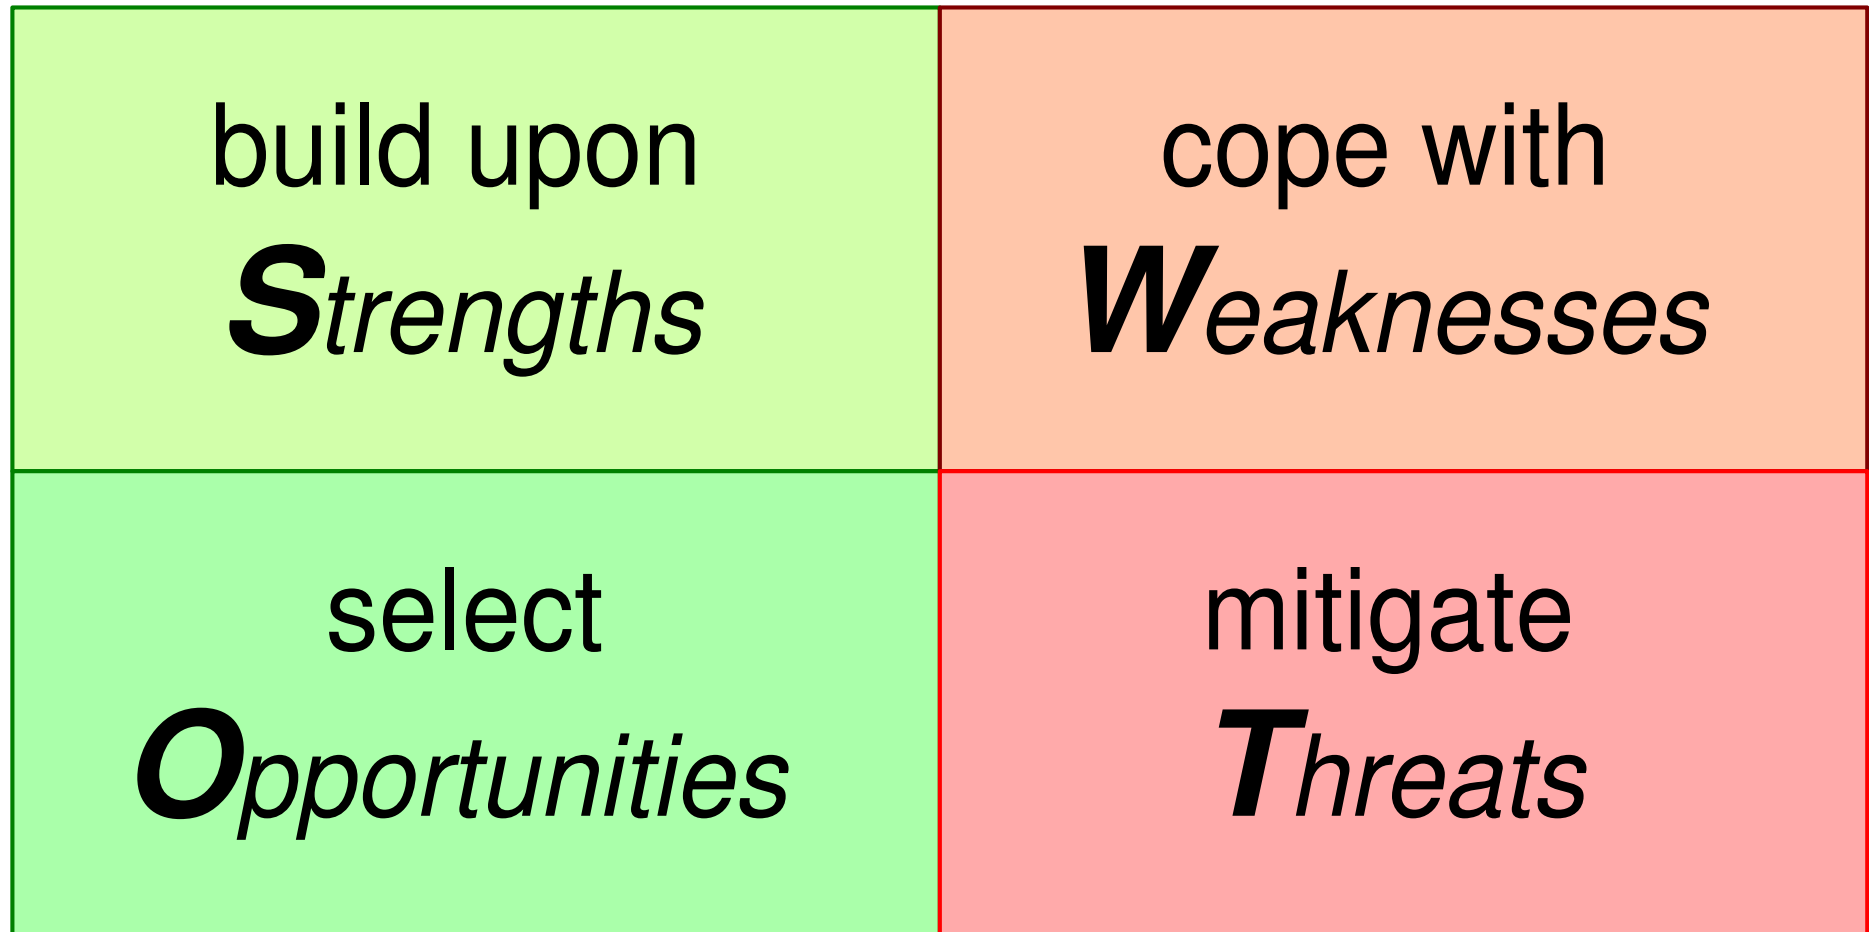 build upon
Strengths
cope with
Weaknesses
select
Opportunities
mitigate
Threats